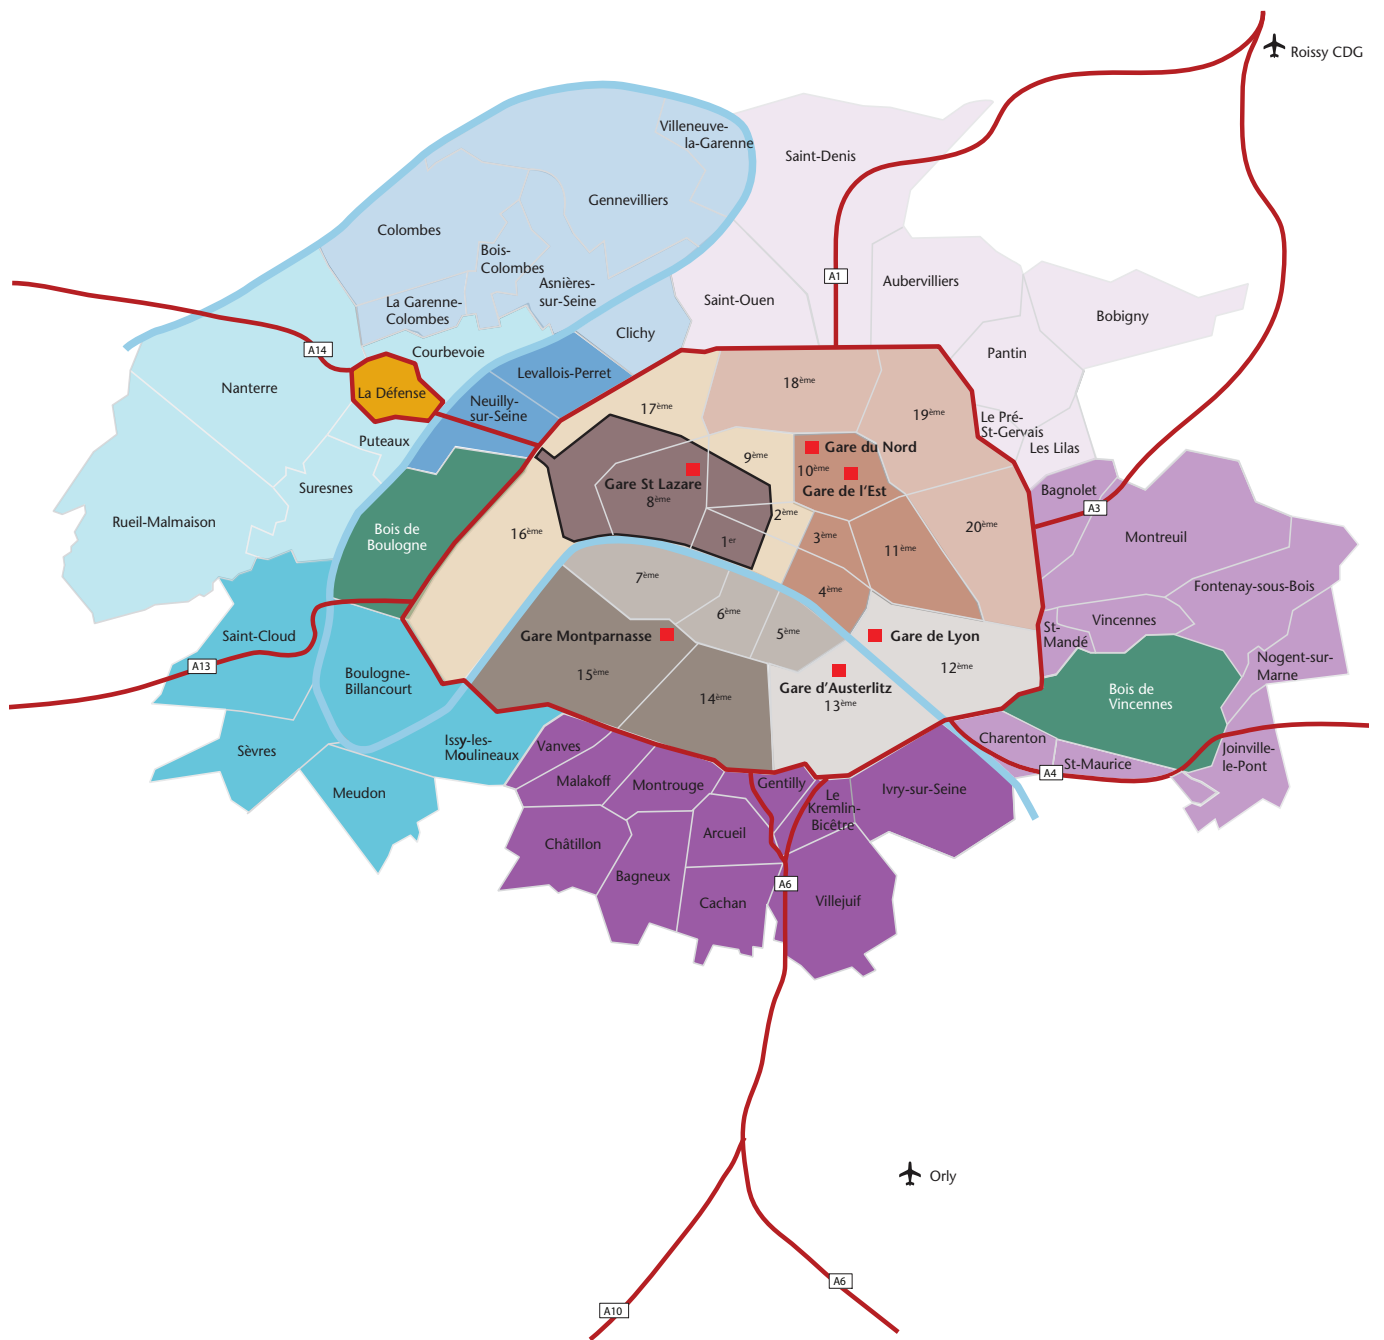 Roissy CDG
Villeneuve-
la-Garenne
Saint-Denis
Gennevilliers
Colombes
Bois-
Colombes
Asnières-
sur-Seine
A1
Aubervilliers
La Garenne-
Colombes
Saint-Ouen
Bobigny
Clichy
A14
Courbevoie
Pantin
Levallois-Perret
18ème
Nanterre
La Défense
Neuilly-
sur-Seine
17ème
19ème
Le Pré-
St-Gervais
Puteaux
Les Lilas
Gare du Nord
9ème
10ème
Suresnes
Gare St Lazare
8ème
Gare de l'Est
Bagnolet
A3
Rueil-Malmaison
Bois de
Boulogne
16ème
2ème
1er
3ème
11ème
20ème
Montreuil
7ème
4ème
Fontenay-sous-Bois
6ème
5ème
Vincennes
St-
Mandé
Saint-Cloud
Gare Montparnasse
Gare de Lyon
A13
15ème
12ème
Nogent-sur-
Marne
Boulogne-
Billancourt
14ème
Gare d'Austerlitz
13ème
Bois de
Vincennes
Sèvres
Issy-les-
Moulineaux
Vanves
Charenton
Joinville-
le-Pont
St-Maurice
A4
Meudon
Malakoff
Montrouge
Gentilly
Le
Kremlin-
Bicêtre
Ivry-sur-Seine
Châtillon
Arcueil
Bagneux
A6
Cachan
Villejuif
Orly
A6
A10